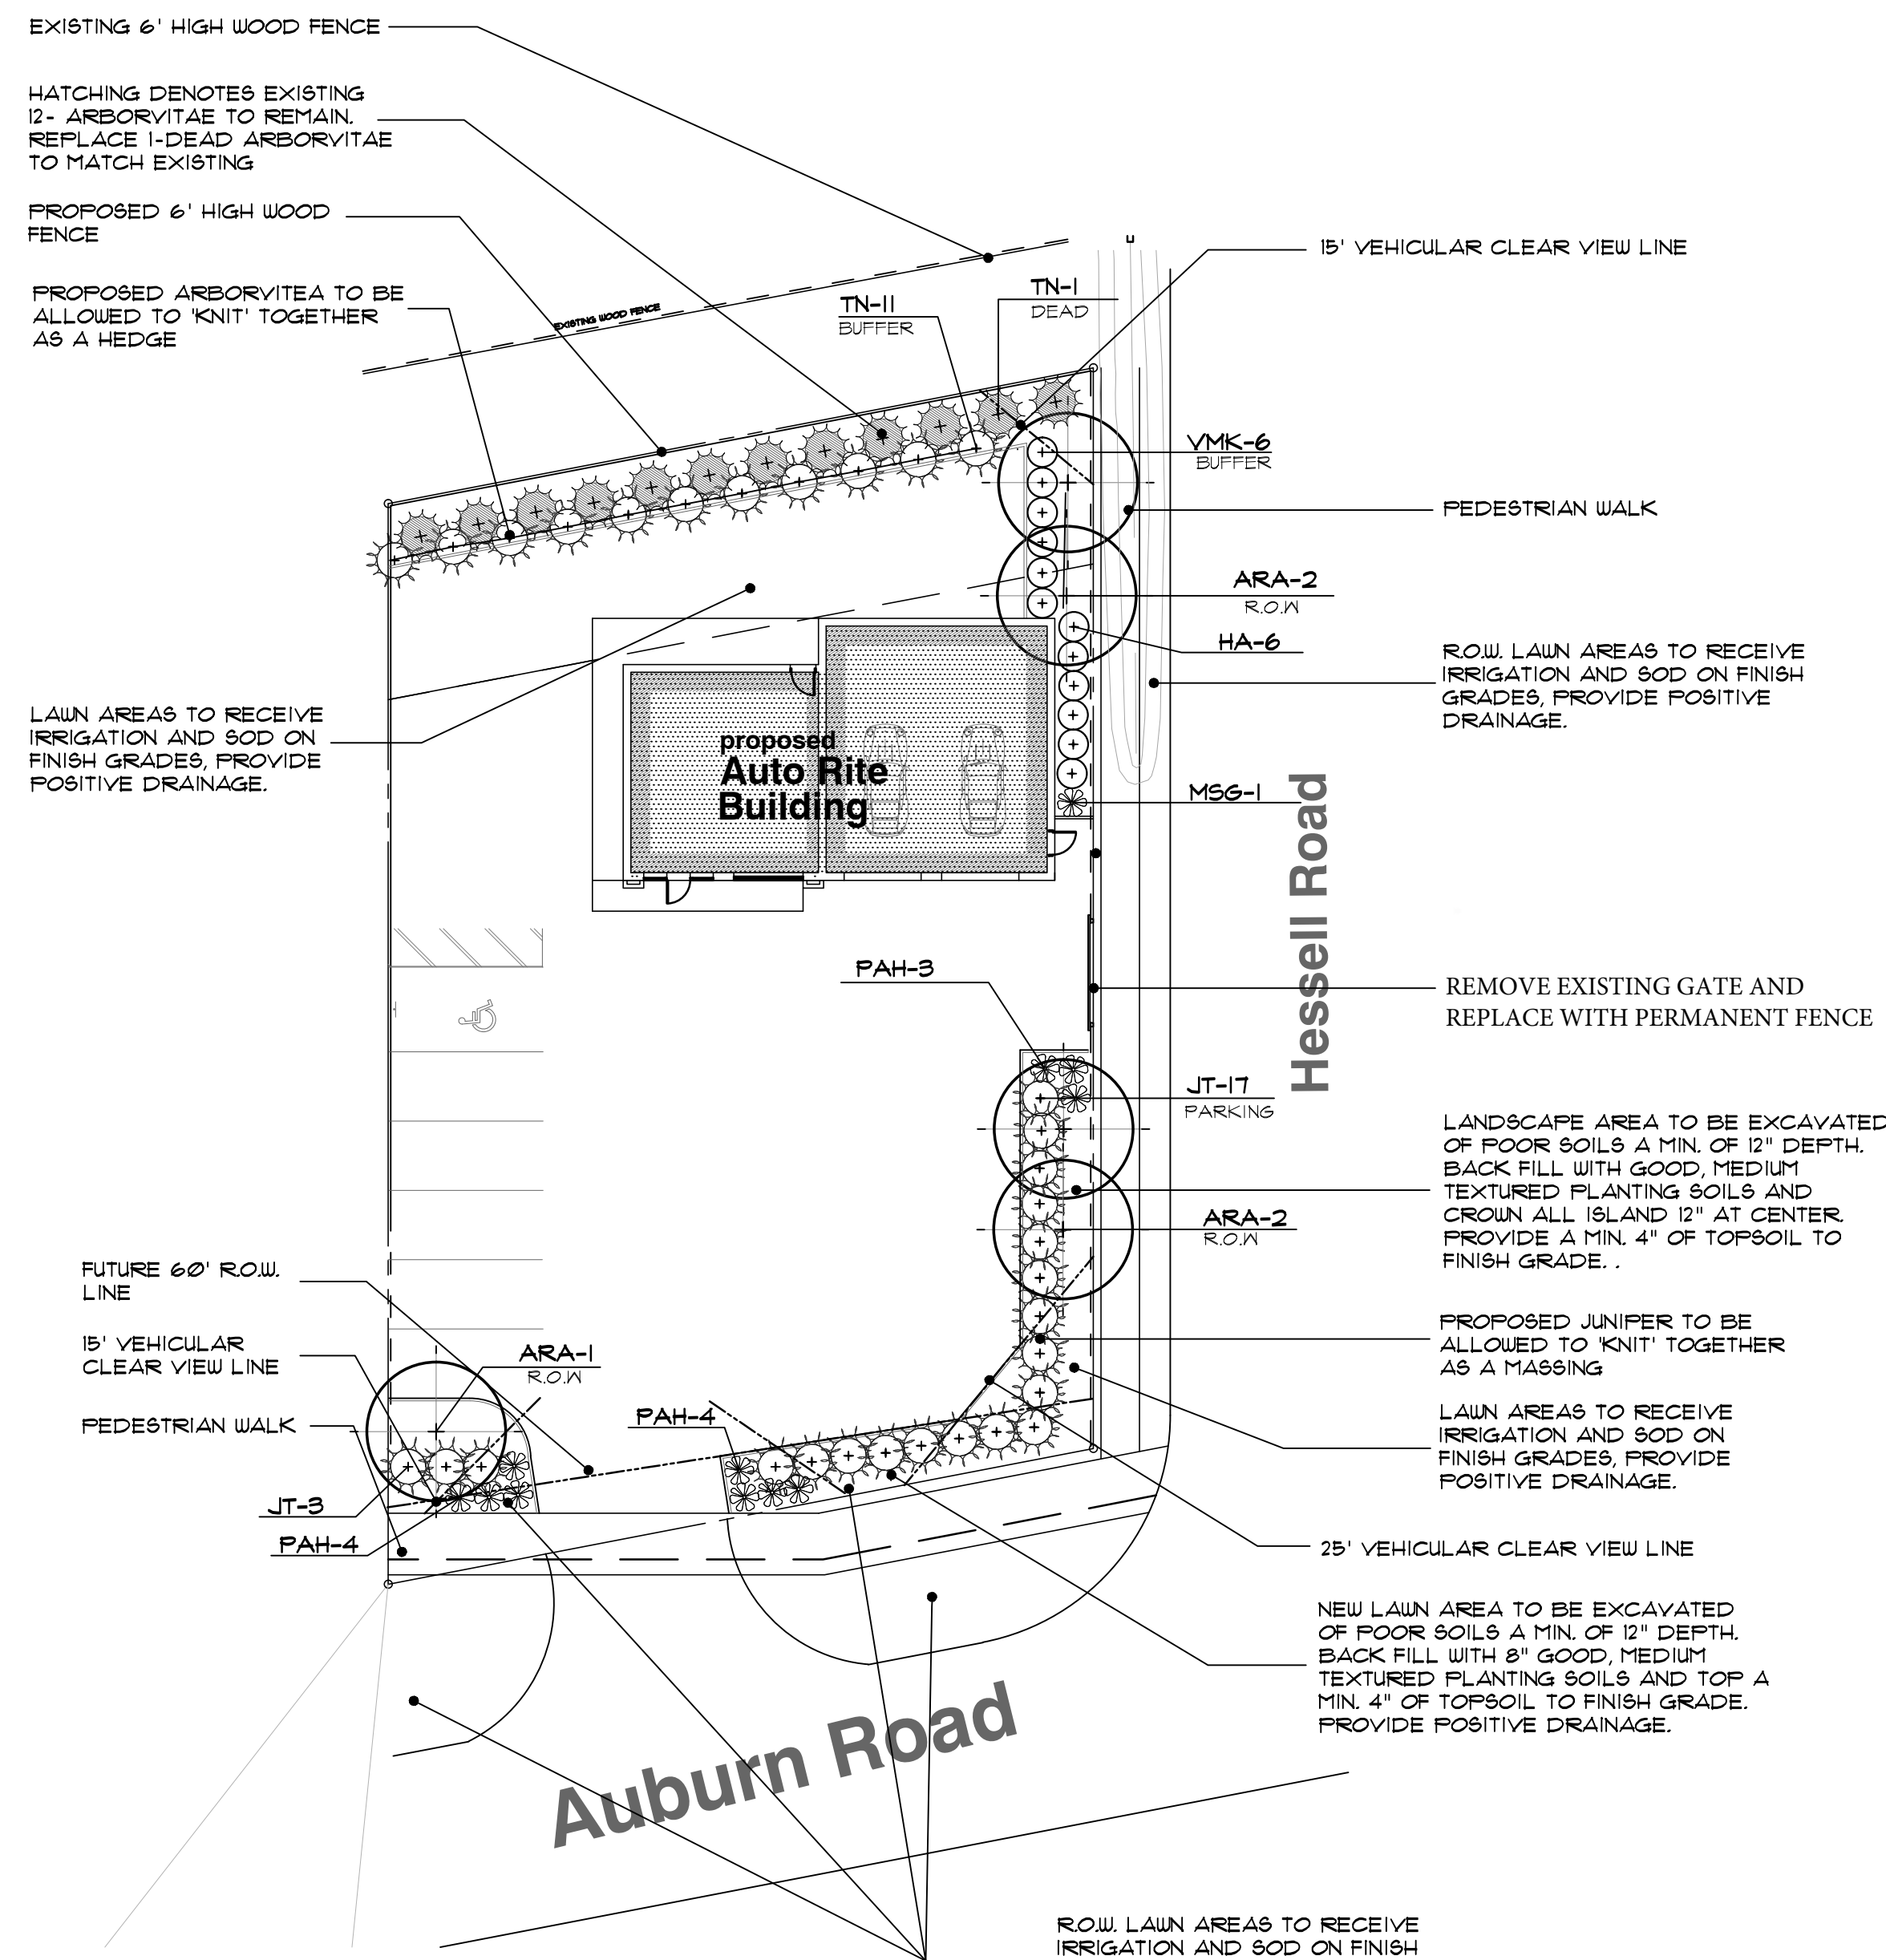 EXISTING 6' HIGH WOOD FENCE
HATCHING DENOTES EXISTING
12- ARBORVITAE TO REMAIN.
REPLACE 1-DEAD ARBORVITAE
TO MATCH EXISTING
PROPOSED 6' HIGH WOOD
FENCE
PROPOSED ARBORVITEA TO BE
ALLOWED TO 'KNIT' TOGETHER
AS A HEDGE
EXISTING WOOD FENCE
TN-11
BUFFER
TN-1
DEAD
15' VEHICULAR CLEAR VIEW LINE
VMK-6
BUFFER
PEDESTRIAN WALK
ARA-2
R.O.W
HA-6
R.O.W. LAWN AREAS TO RECEIVE
IRRIGATION AND SOD ON FINISH
GRADES, PROVIDE POSITIVE
DRAINAGE.
LAWN AREAS TO RECEIVE
IRRIGATION AND SOD ON
FINISH GRADES, PROVIDE
POSITIVE DRAINAGE.
proposed
Auto Rite
Building
MSG-1
Hessell Road
PAH-3
REMOVE EXISTING GATE AND
REPLACE WITH PERMANENT FENCE
JT-17
PARKING
LANDSCAPE AREA TO BE EXCAVATED
OF POOR SOILS A MIN. OF 12" DEPTH.
BACK FILL WITH GOOD, MEDIUM
TEXTURED PLANTING SOILS AND
CROWN ALL ISLAND 12" AT CENTER.
PROVIDE A MIN. 4" OF TOPSOIL TO
FINISH GRADE. .
ARA-2
R.O.W
FUTURE 60' R.O.W.
LINE
15' VEHICULAR
CLEAR VIEW LINE
ARA-1
R.O.W
PEDESTRIAN WALK
PAH-4
PROPOSED JUNIPER TO BE
ALLOWED TO 'KNIT' TOGETHER
AS A MASSING
LAWN AREAS TO RECEIVE
IRRIGATION AND SOD ON
FINISH GRADES, PROVIDE
POSITIVE DRAINAGE.
JT-3
PAH-4
25' VEHICULAR CLEAR VIEW LINE
NEW LAWN AREA TO BE EXCAVATED
OF POOR SOILS A MIN. OF 12" DEPTH.
BACK FILL WITH 8" GOOD, MEDIUM
TEXTURED PLANTING SOILS AND TOP A
MIN. 4" OF TOPSOIL TO FINISH GRADE.
PROVIDE POSITIVE DRAINAGE.
Auburn Road
R.O.W. LAWN AREAS TO RECEIVE
IRRIGATION AND SOD ON FINISH